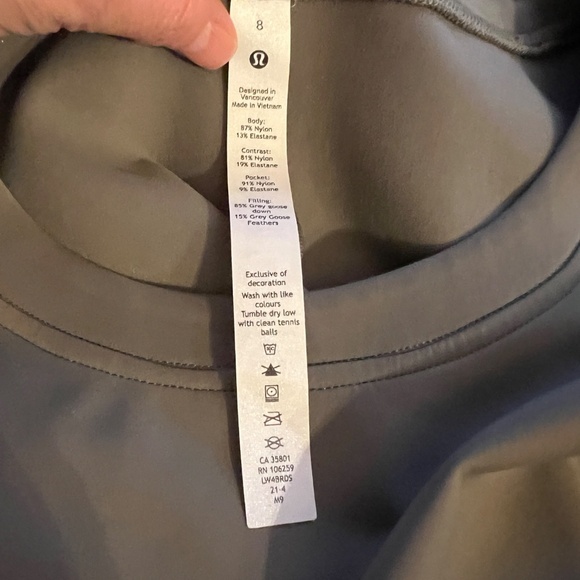 8
Designed in
Vancouver
Made in Vietnam
Body:
87% Nylon
13% Elastane
Contrast:
81% Nylon
19% Elastane
Pocket:
91% Nylon
9% Elastane
Filling:
85% Grey goose
down
15% Grey Goose
Feathers
Exclusive of
decoration
Wash with like
colours
Tumble dry low
with clean tennis
balls
CA 35801
RN 106259
LW4BRDS
21-4
M9